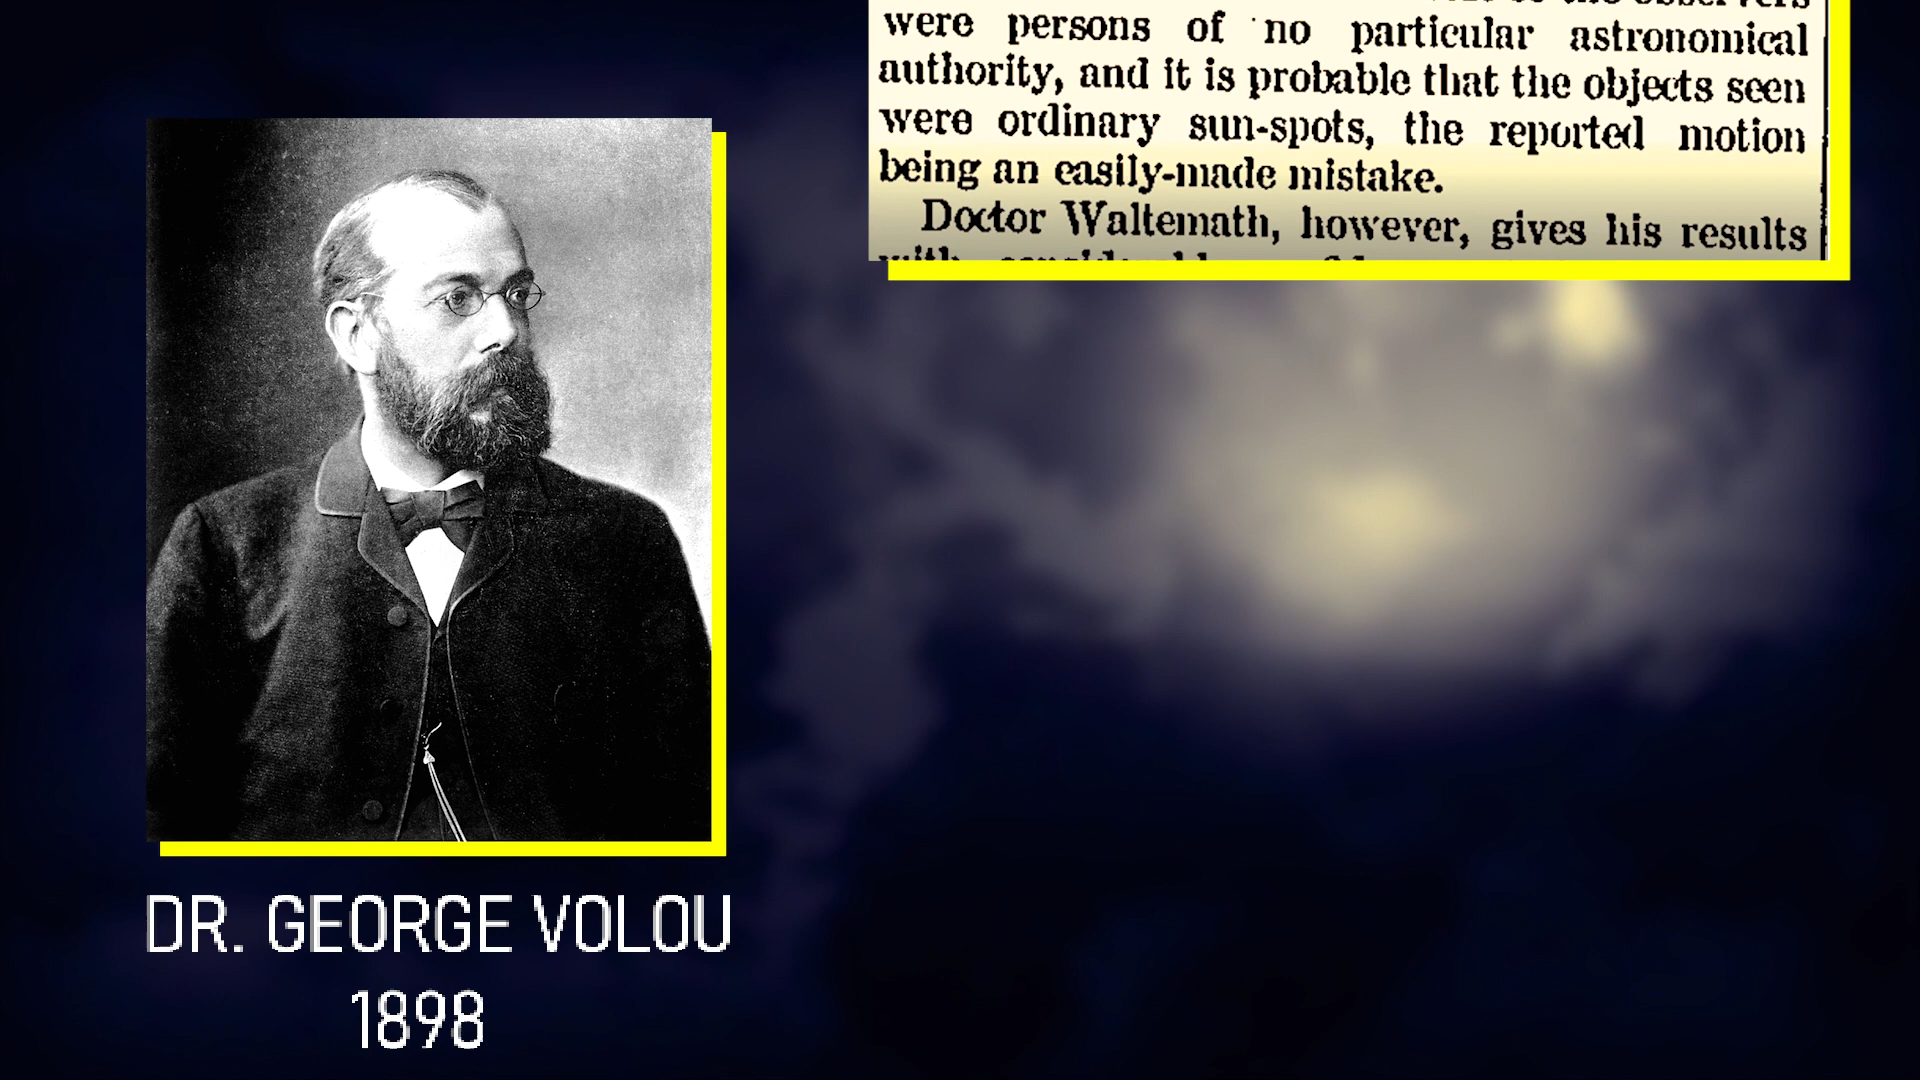 were persons of no particular astronomical
authority, and it is probable that the objects seen
were ordinary sun-spots, the reported motion
being an easily-made mistake.
Doctor Waltemath, however, gives his results
DR. GEORGE VOLOU
1898